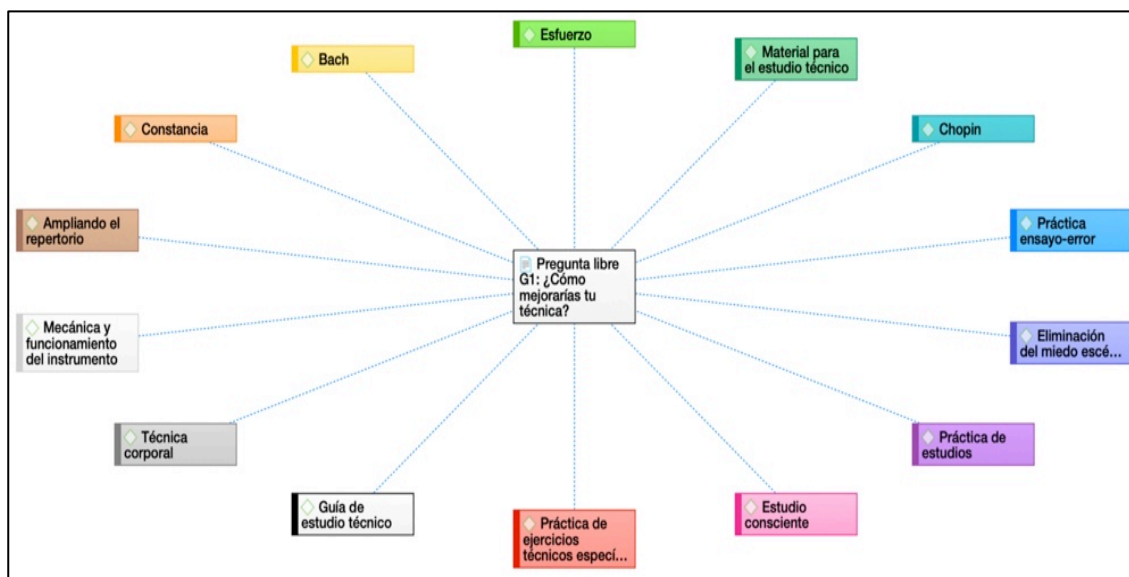 Esfuerzo
Bach
Material para
el estudio técnico
Constancia
Chopin
Ampliando el
repertorio
Práctica
ensayo-error
Pregunta libre
G1: ¿Cómo
mejorarías tu
técnica?
Mecánica y
funcionamiento
del instrumento
Eliminación
del miedo escé...
Técnica
corporal
Práctica de
estudios
Guía de
estudio técnico
Práctica de
ejercicios
técnicos especí...
Estudio
consciente